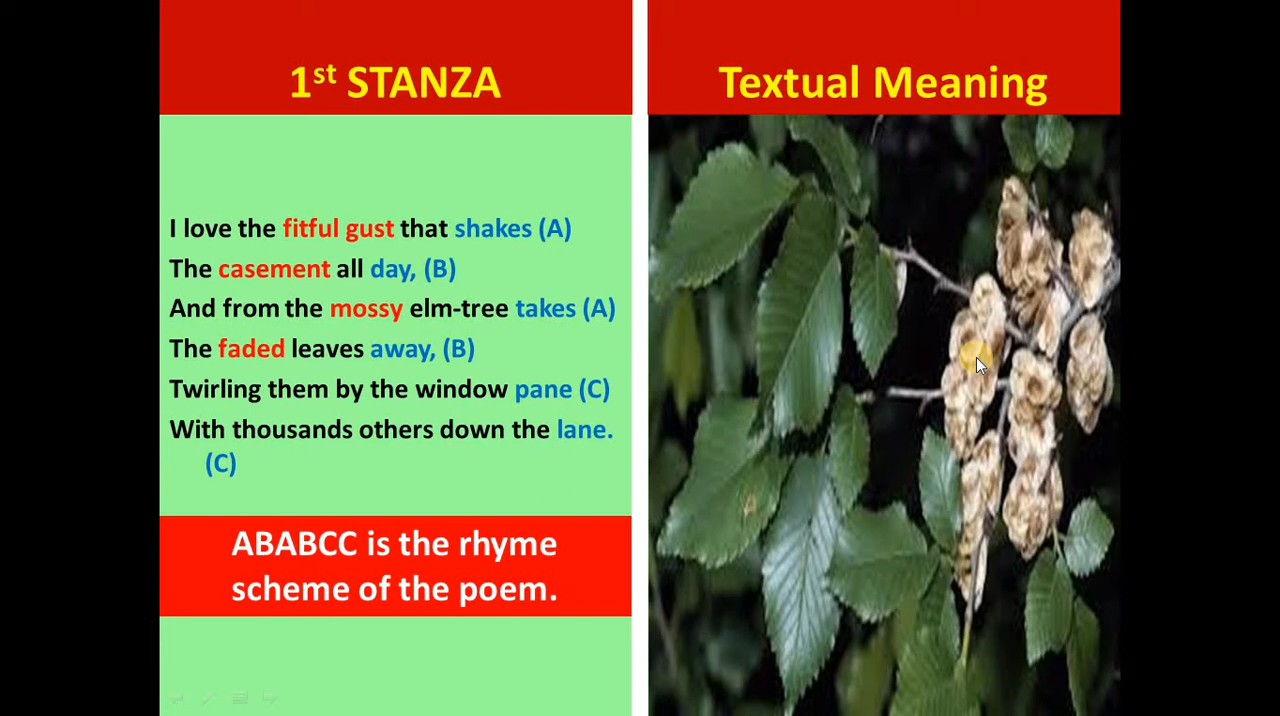 1st STANZA
Textual Meaning
I love the fitful gust that shakes (A)
The casement all day, (B)
And from the mossy elm-tree takes (A)
The faded leaves away, (B)
Twirling them by the window pane (C)
With thousands others down the lane.
(C)
ABABCC is the rhyme
scheme of the poem.